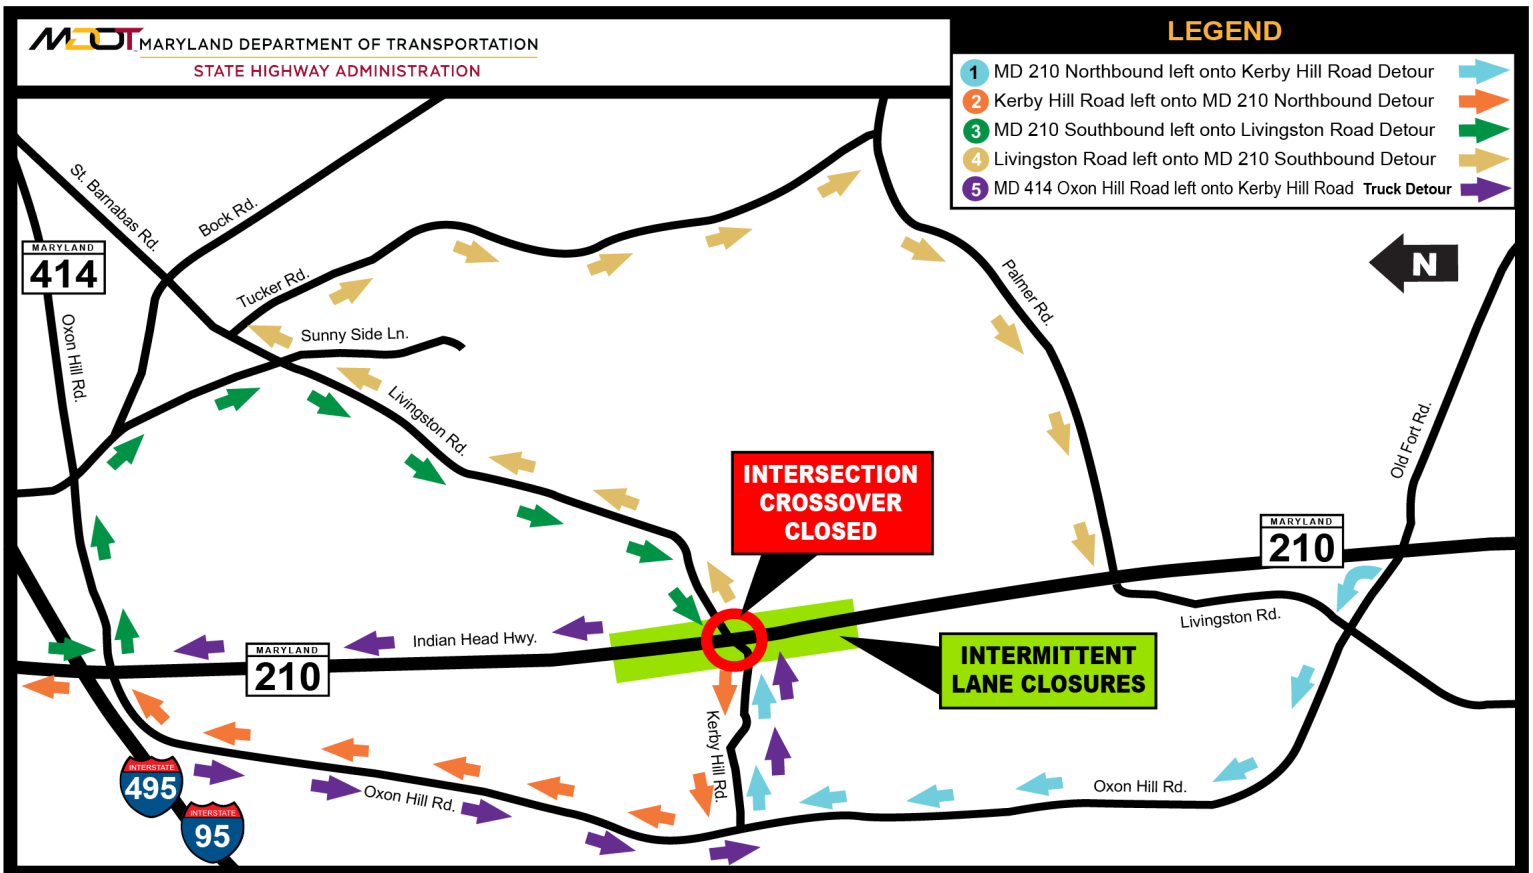 MDOT MARYLAND DEPARTMENT OF TRANSPORTATION
STATE HIGHWAY ADMINISTRATION
LEGEND
1 MD 210 Northbound left onto Kerby Hill Road Detour
2 Kerby Hill Road left onto MD 210 Northbound Detour
3 MD 210 Southbound left onto Livingston Road Detour
4 Livingston Road left onto MD 210 Southbound Detour
5 MD 414 Oxon Hill Road left onto Kerby Hill Road Truck Detour
N
St. Barnabas Rd.
Bock Rd.
MARYLAND
414
Tucker Rd.
Palmer Rd.
Oxon Hill Rd.
Sunny Side Ln.
Livingston Rd.
Old Fort Rd.
INTERSECTION
CROSSOVER
CLOSED
MARYLAND
210
Livingston Rd.
Indian Head Hwy.
MARYLAND
210
INTERMITTENT
LANE CLOSURES
Kerby Hill Rd.
INTERSTATE
495
Oxon Hill Rd.
Oxon Hill Rd.
INTERSTATE
95